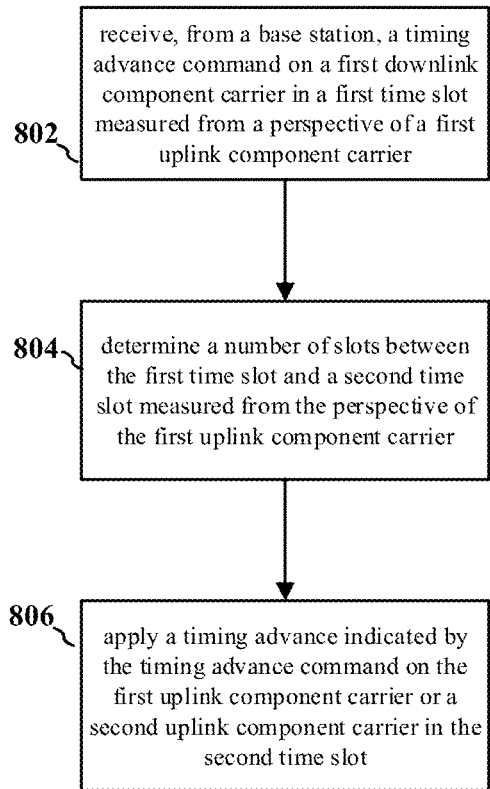 receive, from a base station, a timing
advance command on a first downlink
component carrier in a first time slot
measured from a perspective of a first
uplink component carrier
802
determine a number of slots between
the first time slot and a second time
slot measured from the perspective of
the first uplink component carrier
804
apply a timing advance indicated by
the timing advance command on the
first uplink component carrier or a
second uplink component carrier in the
second time slot
806